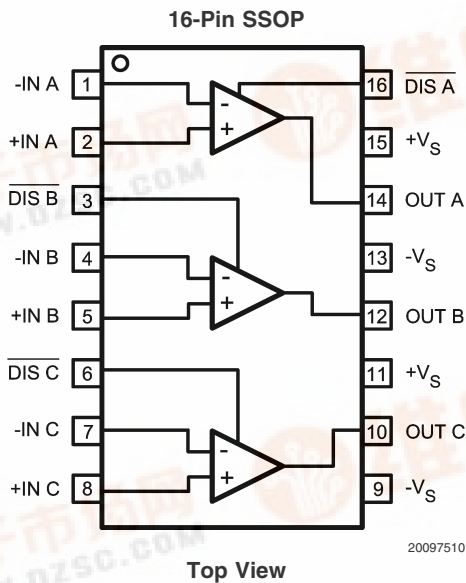 16-Pin SSOP
-IN A 1
+IN A 2
DIS B 3
-IN B 4
+IN B 5
DIS C 6
-IN C 7
+IN C 8
16 DIS A
15 +VS
14 OUT A
13 -VS
12 OUT B
11 +VS
10 OUT C
9 -VS
- +
- +
- +
20097510
Top View